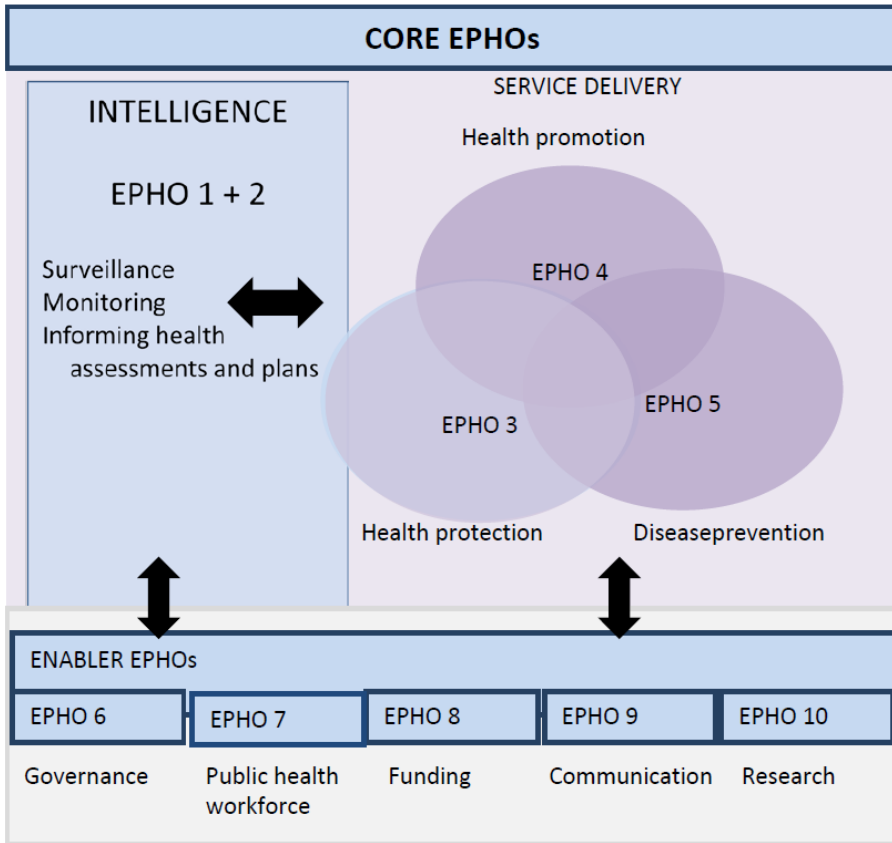 CORE EPHOs
INTELLIGENCE
EPHO 1 + 2
Surveillance
Monitoring
Informing health
assessments and plans
SERVICE DELIVERY
Health promotion
EPHO 4
EPHO 3
EPHO 5
Health protection
Diseaseprevention
ENABLER EPHOs
EPHO 6
EPHO 7
EPHO 8
EPHO 9
EPHO 10
Governance
Public health
workforce
Funding
Communication
Research